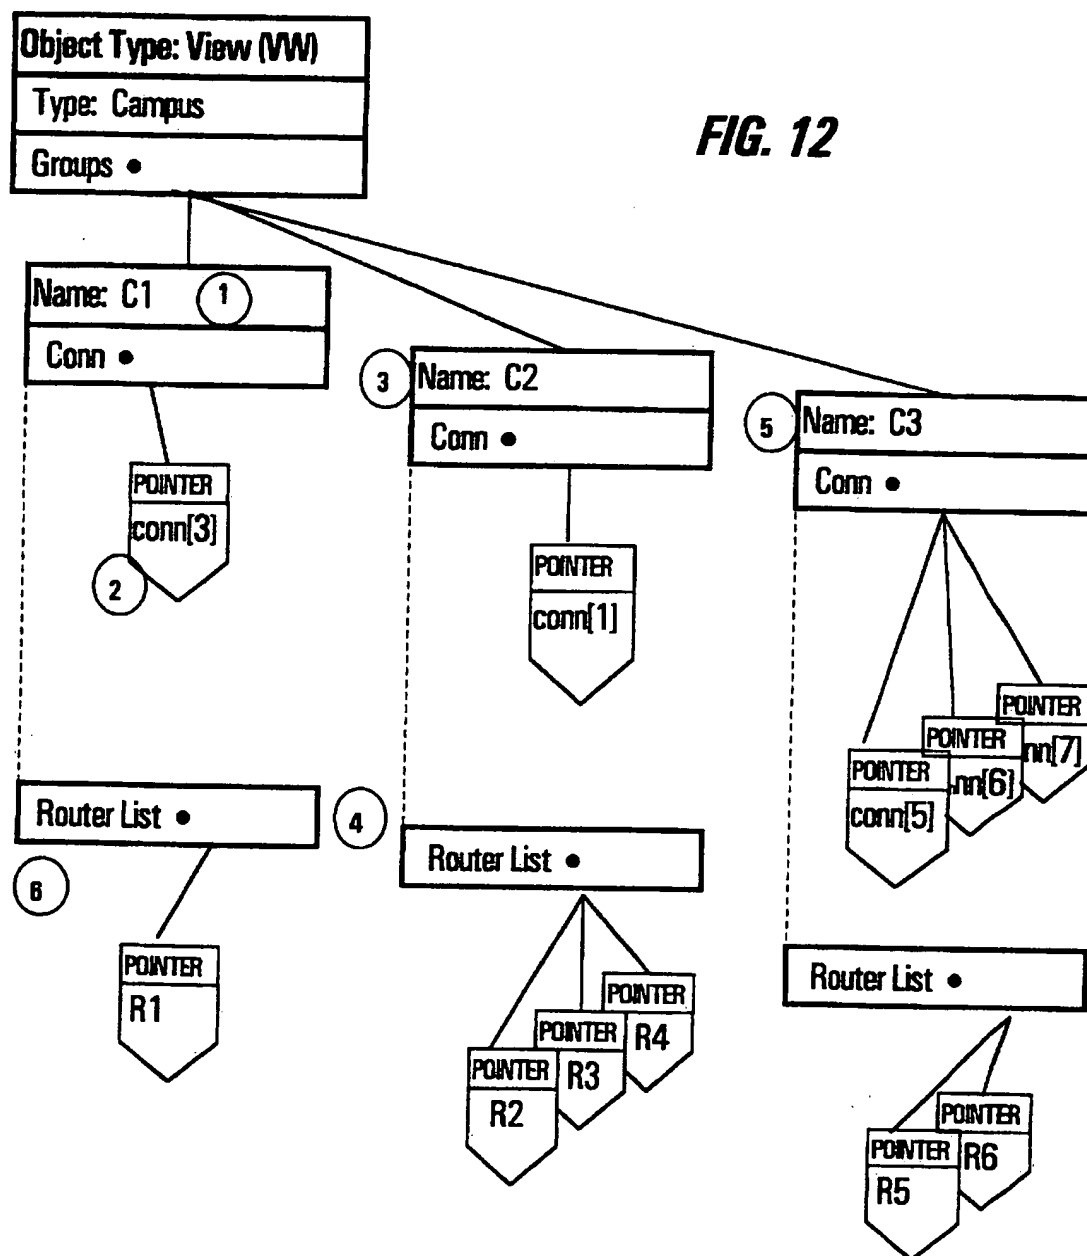 Object Type: View (VW)
Type: Campus
Groups •
FIG. 12
Name: C1
1
Conn •
3
Name: C2
Conn •
5
Name: C3
Conn •
POINTER
conn[3]
2
POINTER
conn[1]
POINTER
nn[7]
POINTER
nn[6]
POINTER
conn[5]
Router List •
4
6
Router List •
POINTER
R1
Router List •
POINTER
R4
POINTER
R3
POINTER
R2
POINTER
R6
POINTER
R5